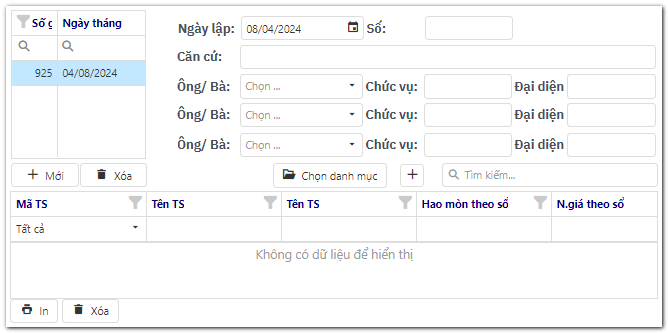 Số g Ngày tháng
925 04/08/2024
Ngày lập: 08/04/2024 Số:
Căn cứ:
Ông/ Bà: Chọn ... Chức vụ: Đại diện
Ông/ Bà: Chọn ... Chức vụ: Đại diện
Ông/ Bà: Chọn ... Chức vụ: Đại diện
Mới Xóa Chọn danh mục Tìm kiếm...
Mã TS Tên TS Tên TS Hao mòn theo sổ N.giá theo sổ
Tất cả
Không có dữ liệu để hiển thị
In Xóa